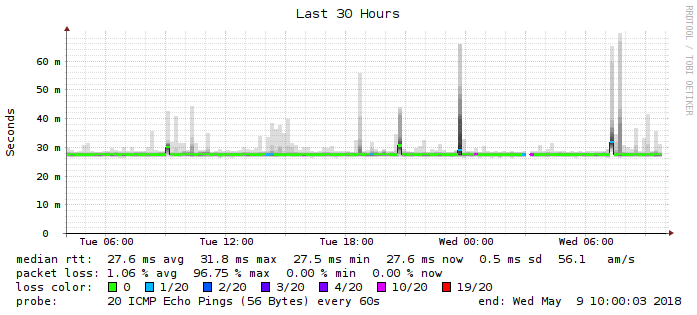 Last 30 Hours
RRDTOOL / TOBI OETIKER
Seconds
60 m
50 m
40 m
30 m
20 m
10 m
0
Tue 06:00 Tue 12:00 Tue 18:00 Wed 00:00 Wed 06:00
median rtt: 27.6 ms avg 31.8 ms max 27.5 ms min 27.6 ms now 0.5 ms sd 56.1 am/s
packet loss: 1.06 % avg 96.75 % max 0.00 % min 0.00 % now
loss color: 0 1/20 2/20 3/20 4/20 10/20 19/20
probe: 20 ICMP Echo Pings (56 Bytes) every 60s end: Wed May 9 10:00:03 2018